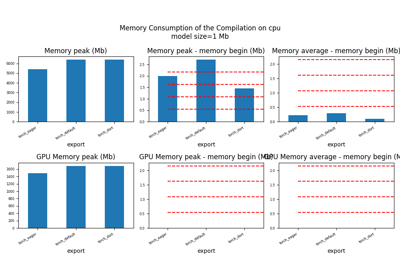 Memory Consumption of the Compilation on cpu
model size=1 Mb
Memory peak (Mb)
Memory peak - memory begin (Mb)
Memory average - memory begin (Mb)
6000
5000
4000
3000
2000
1000
0
2.5
2.0
1.5
1.0
0.5
0.0
2.0
1.5
1.0
0.5
0.0
torch_eager
torch_default
torch_dort
torch_eager
torch_default
torch_dort
torch_eager
torch_default
torch_dort
export
export
export
GPU Memory peak (Mb)
GPU Memory peak - memory begin (Mb)
GPU Memory average - memory begin (M
1600
1400
1200
1000
800
600
400
200
0
2.0
1.5
1.0
0.5
0.0
2.0
1.5
1.0
0.5
0.0
torch_eager
torch_default
torch_dort
torch_eager
torch_default
torch_dort
torch_eager
torch_default
torch_dort
export
export
export